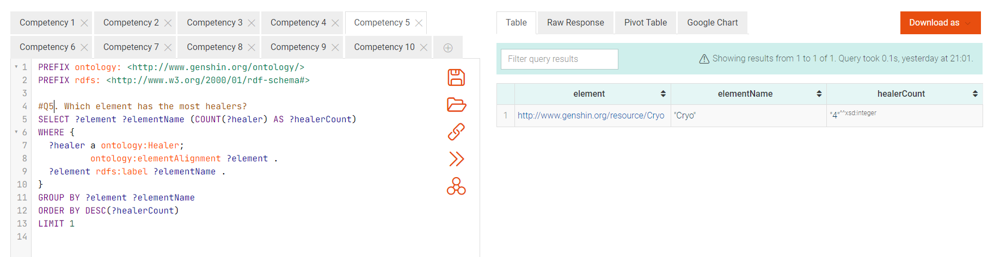 Competency 1 Competency 2 Competency 3 Competency 4 Competency 5
Competency 6 Competency 7 Competency 8 Competency 9 Competency 10
1 PREFIX ontology: <http://www.genshin.org/ontology/>
2 PREFIX rdfs: <http://www.w3.org/2000/01/rdf-schema#>
3
4 #Q5. Which element has the most healers?
5 SELECT ?element ?elementName (COUNT(?healer) AS ?healerCount)
6 WHERE {
7 ?healer a ontology:Healer;
8 ontology:elementAlignment ?element .
9 ?element rdfs:label ?elementName .
10 }
11 GROUP BY ?element ?elementName
12 ORDER BY DESC(?healerCount)
13 LIMIT 1
14
Table Raw Response Pivot Table Google Chart Download as
Filter query results Showing results from 1 to 1 of 1. Query took 0.1s, yesterday at 21:01.
element elementName healerCount
1 http://www.genshin.org/resource/Cryo "Cryo" "4"^^xsd:integer